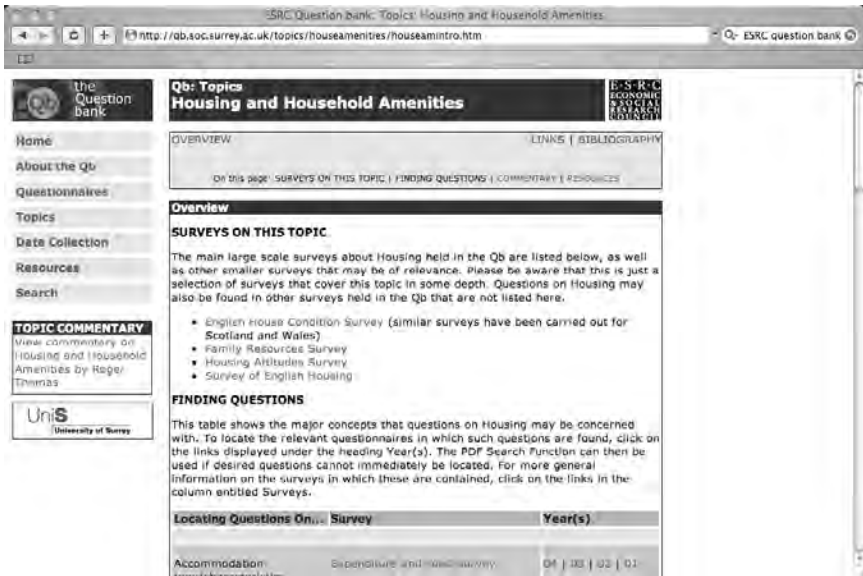 ESRC Question bank: Topics: Housing and Household Amenities
http://qb.soc.surrey.ac.uk/topics/houseamenities/houseamintro.htm
ESRC question bank
Qb
the
Question
bank
Home
About the Qb
Questionnaires
Topics
Data Collection
Resources
Search
TOPIC COMMENTARY
View commentary on
Housing and Household
Amenities by Roger
Thomas
UniS
University of Surrey
Qb: Topics
Housing and Household Amenities
E·S·R·C
ECONOMIC
& SOCIAL
RESEARCH
COUNCIL
OVERVIEW
LINKS | BIBLIOGRAPHY
On this page: SURVEYS ON THIS TOPIC | FINDING QUESTIONS | COMMENTARY | RESOURCES
Overview
SURVEYS ON THIS TOPIC
The main large scale surveys about Housing held in the Qb are listed below, as well
as other smaller surveys that may be of relevance. Please be aware that this is just a
selection of surveys that cover this topic in some depth. Questions on Housing may
also be found in other surveys held in the Qb that are not listed here.
• English House Condition Survey (similar surveys have been carried out for
Scotland and Wales)
• Family Resources Survey
• Housing Attitudes Survey
• Survey of English Housing
FINDING QUESTIONS
This table shows the major concepts that questions on Housing may be concerned
with. To locate the relevant questionnaires in which such questions are found, click on
the links displayed under the heading Year(s). The PDF Search Function can then be
used if desired questions cannot immediately be located. For more general
information on the surveys in which these are contained, click on the links in the
column entitled Surveys.
Locating Questions On... Survey Year(s)
Accommodation Expenditure and Food Survey 04 | 03 | 02 | 01